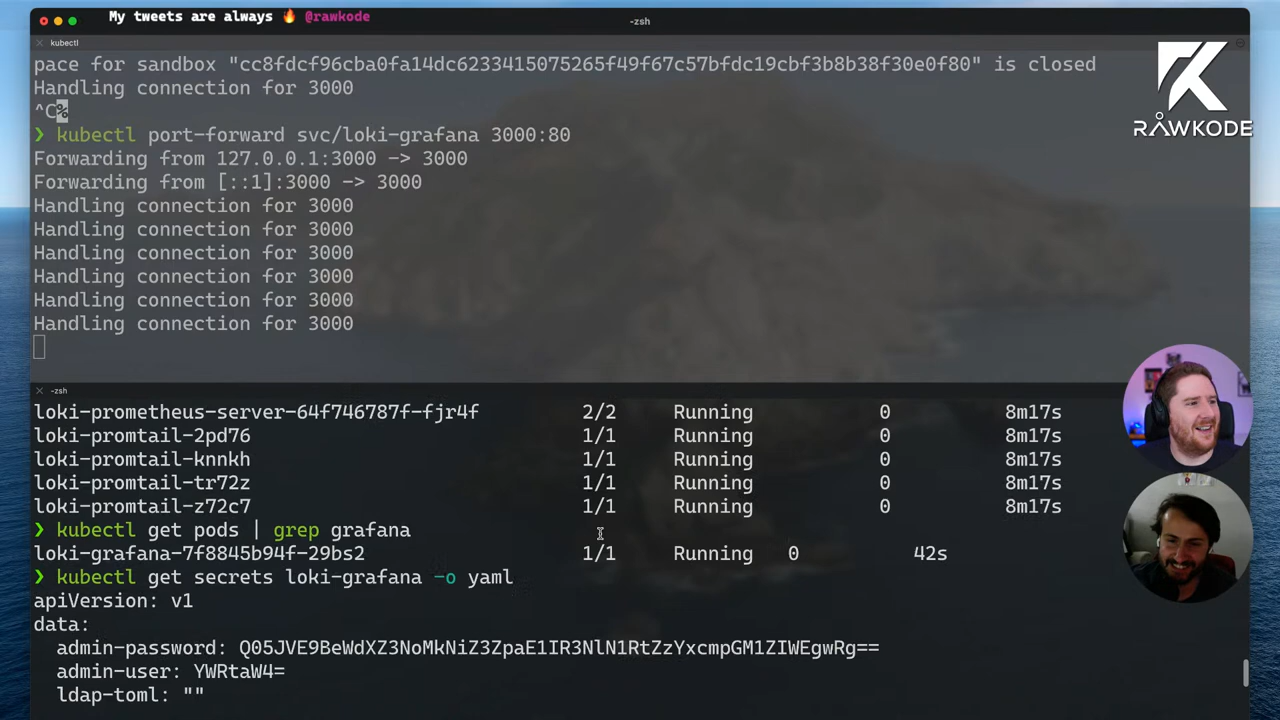 My tweets are always 🔥 @rawkode
-zsh
kubectl
pace for sandbox "cc8fdcf96cba0fa14dc6233415075265f49f67c57bfdc19cbf3b8b38f30e0f80" is closed
Handling connection for 3000
^C%
❯ kubectl port-forward svc/loki-grafana 3000:80
Forwarding from 127.0.0.1:3000 -> 3000
Forwarding from [::1]:3000 -> 3000
Handling connection for 3000
Handling connection for 3000
Handling connection for 3000
Handling connection for 3000
Handling connection for 3000
Handling connection for 3000
RAWKODE
-zsh
loki-prometheus-server-64f746787f-fjr4f 2/2 Running 0 8m17s
loki-promtail-2pd76 1/1 Running 0 8m17s
loki-promtail-knnkh 1/1 Running 0 8m17s
loki-promtail-tr72z 1/1 Running 0 8m17s
loki-promtail-z72c7 1/1 Running 0 8m17s
❯ kubectl get pods | grep grafana
loki-grafana-7f8845b94f-29bs2 1/1 Running 0 42s
❯ kubectl get secrets loki-grafana -o yaml
apiVersion: v1
data:
admin-password: Q05JVE9BeWdXZ3NoMkNiZ3ZpaE1IR3NlN1RtZzYxcmpGM1ZIWEgwRg==
admin-user: YWRtaW4=
ldap-toml: ""